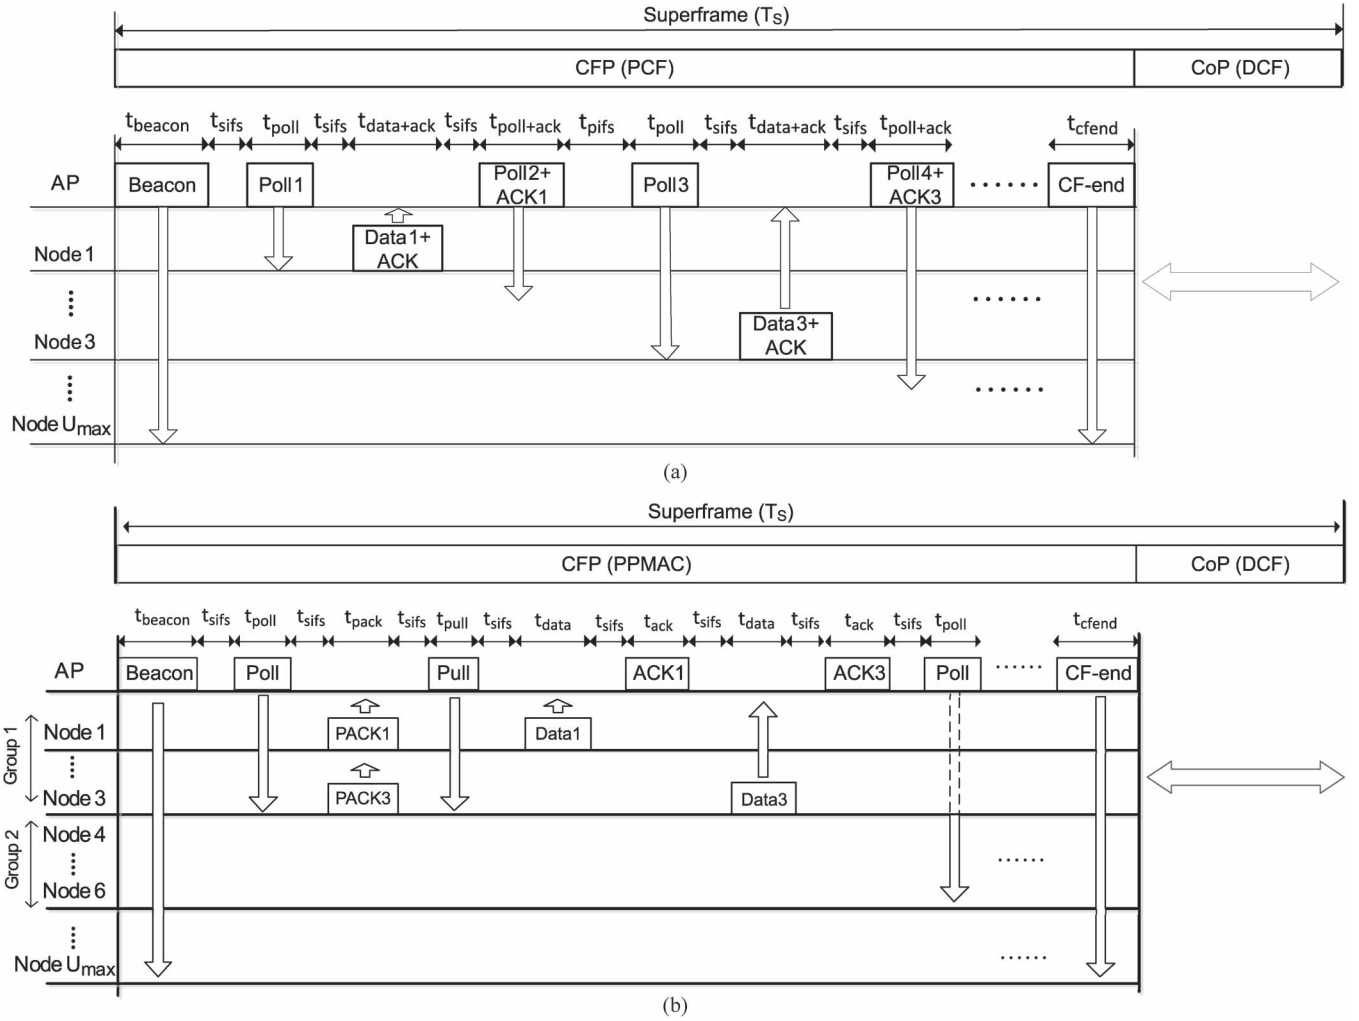 Superframe (TS)
CFP (PCF) CoP (DCF)
tbeacon tsifs tpoll tsifs tdata+ack tsifs tpoll+ack tpifs tpoll tsifs tdata+ack tsifs tpoll+ack tcfend
AP Beacon Poll1 Poll2+ ACK1 Poll3 Poll4+ ACK3 ...... CF-end
Node 1 Data1+ ACK
......
Node 3 Data3+ ACK
......
Node Umax
(a)
Superframe (TS)
CFP (PPMAC) CoP (DCF)
tbeacon tsifs tpoll tsifs tpack tsifs tpull tsifs tdata tsifs tack tsifs tdata tsifs tack tsifs tpoll tcfend
AP Beacon Poll Pull ACK1 ACK3 Poll ...... CF-end
Group 1
Node 1 PACK1 Data1
Node 3 PACK3 Data3
Group 2
Node 4
......
Node 6
......
Node Umax
(b)